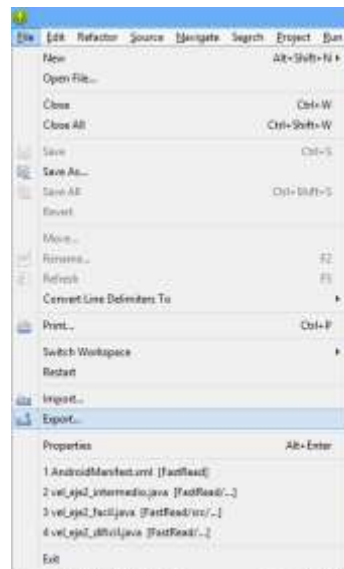 File Edit Refactor Source Navigate Search Project Run
New Alt+Shift+N
Open File...
Close Ctrl+W
Close All Ctrl+Shift+W
Save Ctrl+S
Save As...
Save All Ctrl+Shift+S
Revert
Move...
Rename... F2
Refresh F5
Convert Line Delimiters To
Print... Ctrl+P
Switch Workspace
Restart
Import...
Export...
Properties Alt+Enter
1 AndroidManifest.xml [FastRead]
2 vel_eje2_intermedio.java [FastRead/...]
3 vel_eje2_facil.java [FastRead/src/...]
4 vel_eje2_dificil.java [FastRead/...]
Exit